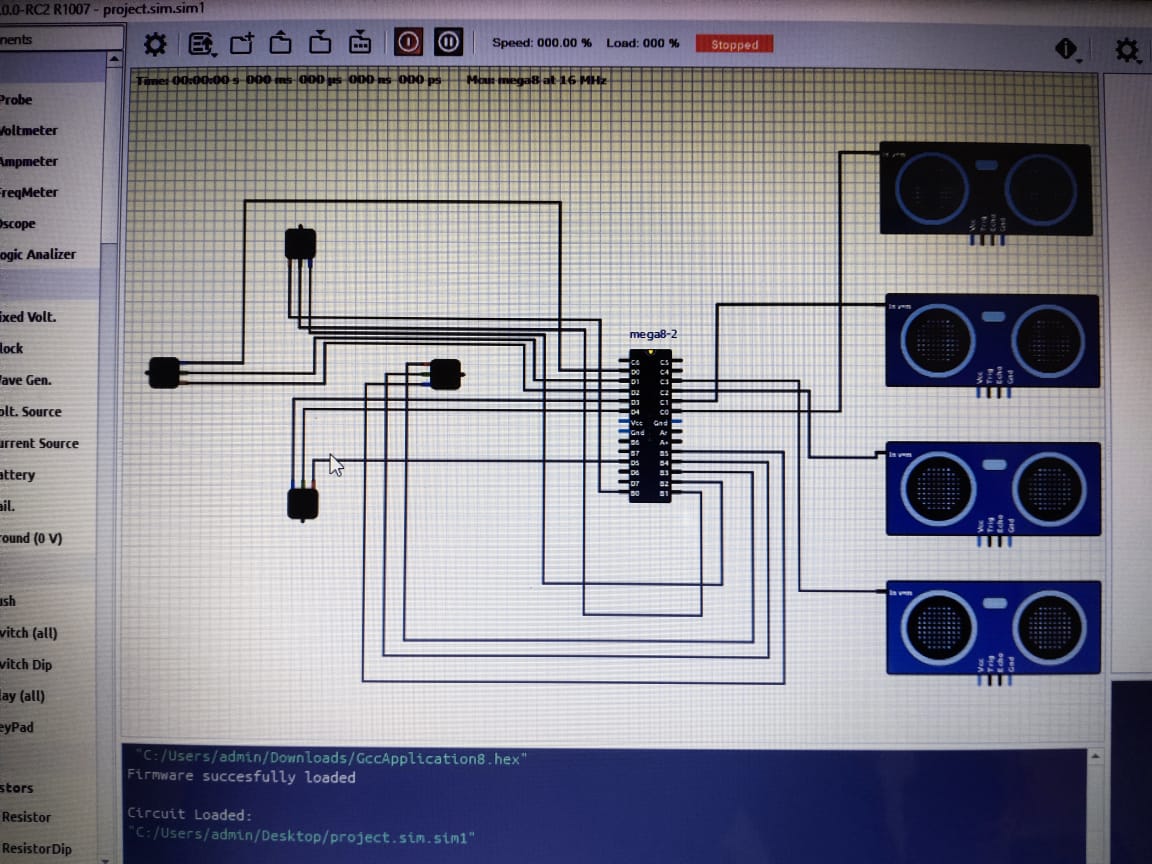 .0.0-RC2 R1007 - project.sim.sim1
nents
Speed: 000.00 % Load: 000 % Stopped
Time: 00:00:00 s 000 ms 000 µs 000 ns 000 ps Mcu: mega8 at 16 MHz
Probe
Voltmeter
Ampmeter
FreqMeter
Oscope
ogic Analizer
ixed Volt.
lock
Wave Gen.
olt. Source
urrent Source
attery
ail.
round (0 V)
ush
witch (all)
witch Dip
lay (all)
eyPad
stors
Resistor
ResistorDip
mega8-2
C6 C5
D0 C4
D1 C3
D2 C2
D3 C1
D4 C0
Vcc Gnd
Gnd Ar
B6 A+
B7 B5
D5 B4
D6 B3
D7 B2
B0 B1
Vcc Trig Echo Gnd
Vcc Trig Echo Gnd
Vcc Trig Echo Gnd
Vcc Trig Echo Gnd
"C:/Users/admin/Downloads/GccApplication8.hex"
Firmware succesfully loaded
Circuit Loaded:
"C:/Users/admin/Desktop/project.sim.sim1"